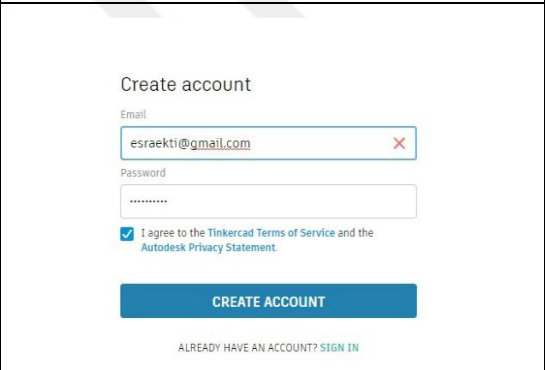 Create account
Email
esraekti@gmail.com
Password
..........
I agree to the Tinkercad Terms of Service and the
Autodesk Privacy Statement.
CREATE ACCOUNT
ALREADY HAVE AN ACCOUNT? SIGN IN